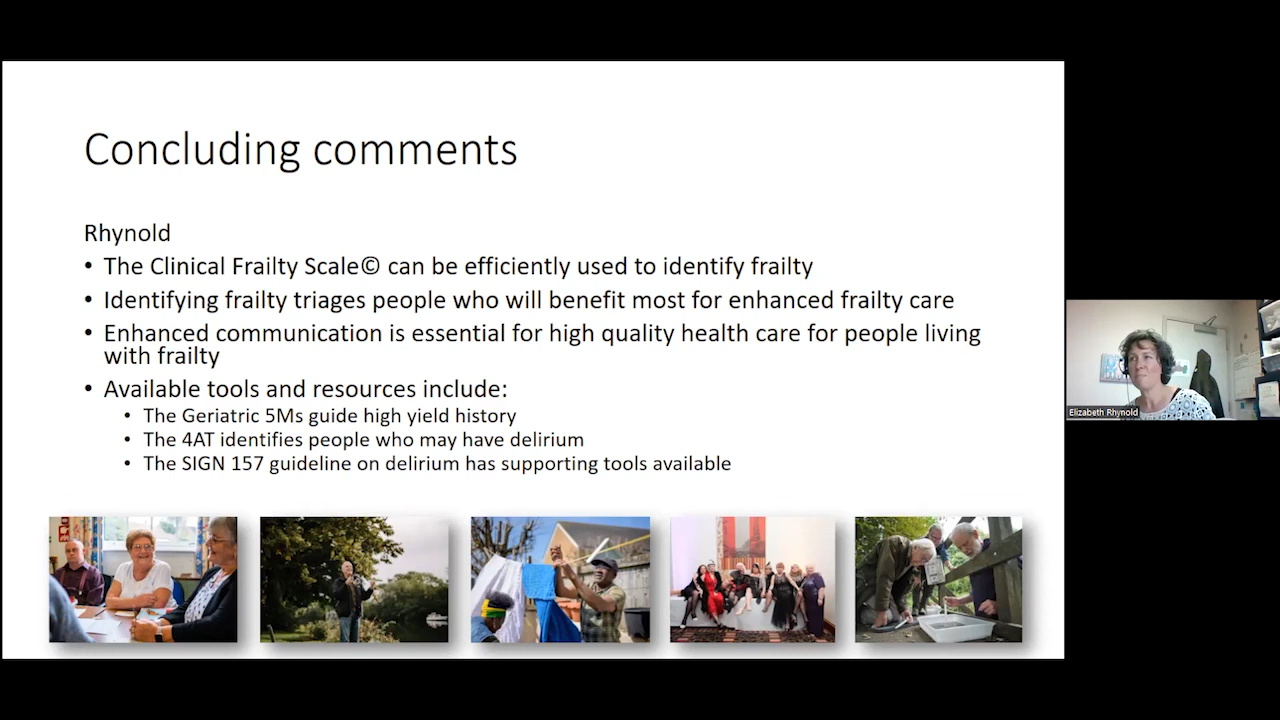 Concluding comments
Rhynold
• The Clinical Frailty Scale© can be efficiently used to identify frailty
• Identifying frailty triages people who will benefit most for enhanced frailty care
• Enhanced communication is essential for high quality health care for people living
with frailty
• Available tools and resources include:
• The Geriatric 5Ms guide high yield history
• The 4AT identifies people who may have delirium
• The SIGN 157 guideline on delirium has supporting tools available
Elizabeth Rhynold